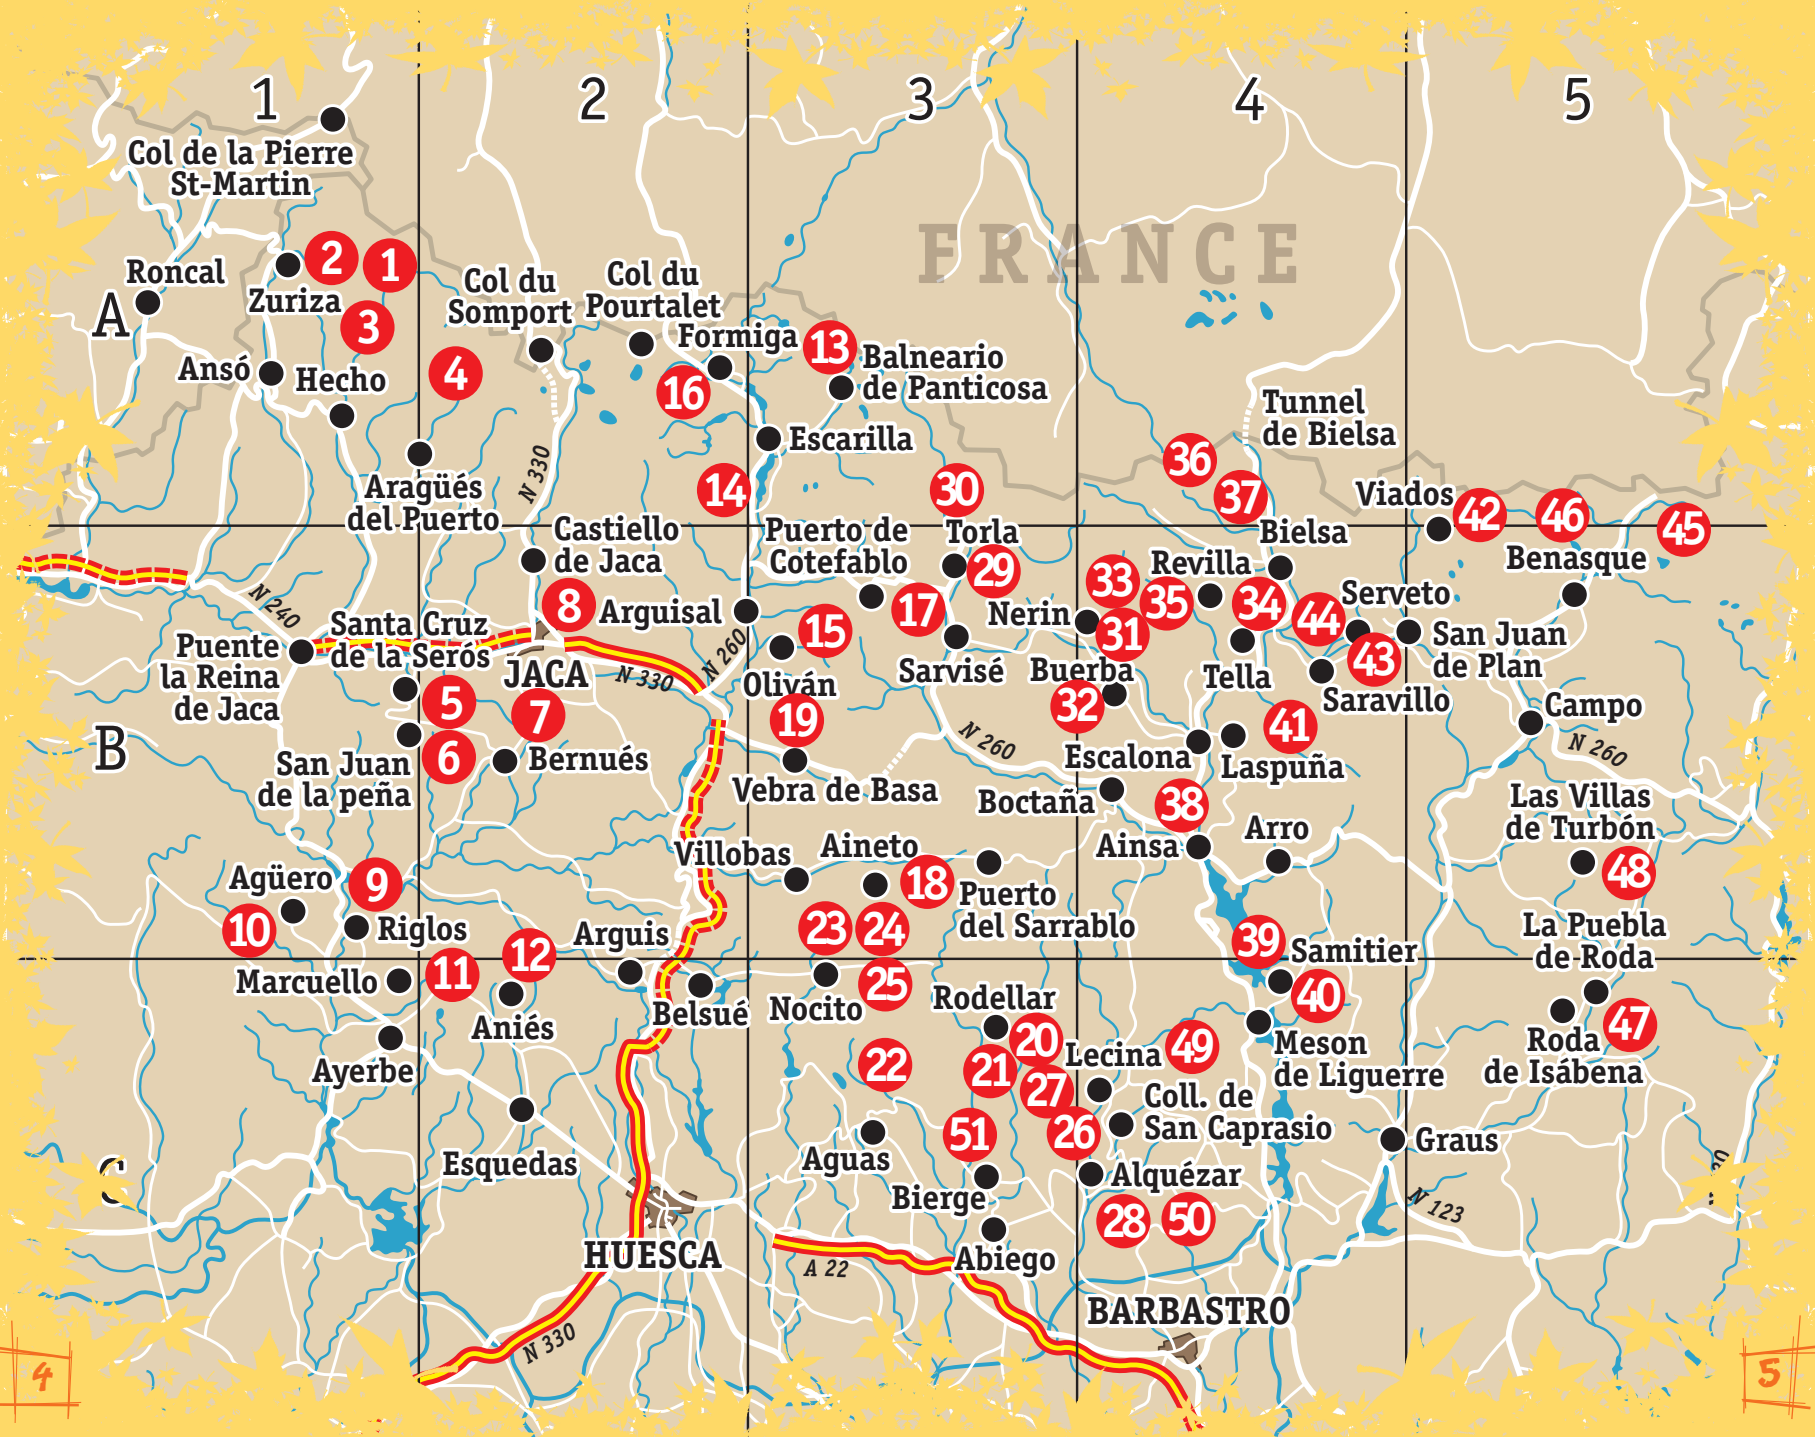 1
2
3
4
5
Col de la Pierre
St-Martin
FRANCE
2
1
Roncal
Zuriza
3
A
Col du
Somport
Col du
Pourtalet
Formiga
13
Balneario
de Panticosa
Ansó
Hecho
4
16
Tunnel
de Bielsa
Escarilla
N 330
36
37
Aragüés
del Puerto
14
30
Viados
42
46
45
Castiello
de Jaca
Puerto de
Cotefablo
Torla
29
Bielsa
Benasque
Revilla
33
35
34
44
Serveto
N 240
8
Arguisal
15
17
Nerin
31
San Juan
de Plan
43
Santa Cruz
de la Serós
Puente
la Reina
de Jaca
JACA
N 330
N 260
Oliván
Sarvisé
Buerba
Tella
Saravillo
5
7
19
32
41
Campo
B
6
Bernués
N 260
Escalona
Laspuña
N 260
San Juan
de la peña
Vebra de Basa
Boctaña
38
Las Villas
de Turbón
Villobas
Aineto
Ainsa
Arro
Agüero
9
18
Puerto
del Sarrablo
48
10
Riglos
Arguis
23
24
39
Samitier
La Puebla
de Roda
Marcuello
11
12
25
40
Aniés
Belsué
Nocito
Rodellar
Meson
de Liguerre
Roda
de Isábena
47
Ayerbe
22
20
21
27
Lecina
49
Coll. de
San Caprasio
51
26
Graus
Esquedas
Aguas
Bierge
Alquézar
N 123
28
50
HUESCA
A 22
Abiego
BARBASTRO
N 330
4
5